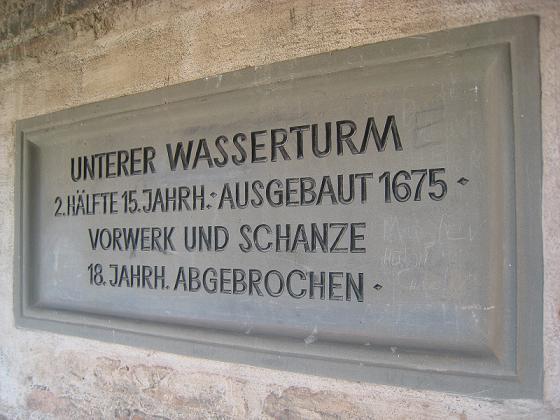 UNTERER WASSERTURM
2. HÄLFTE 15. JAHRH. · AUSGEBAUT 1675 ·
VORWERK UND SCHANZE
18. JAHRH. ABGEBROCHEN ·